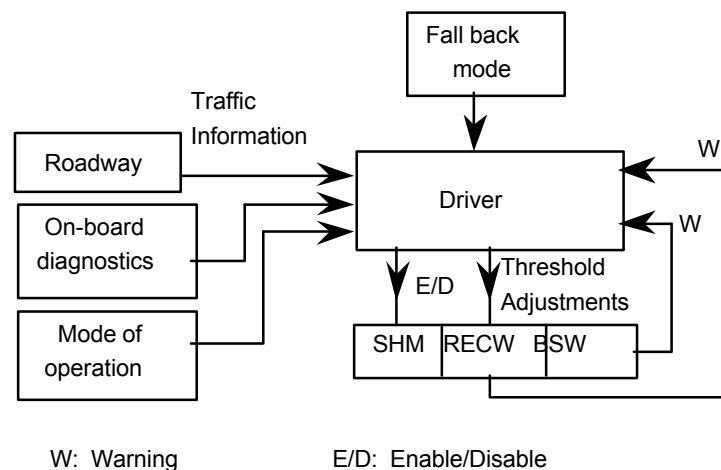 Fall back
mode
Traffic
Information
Roadway
W
Driver
On-board
diagnostics
W
E/D
Threshold
Adjustments
Mode of
operation
SHM RECW BSW
W: Warning E/D: Enable/Disable